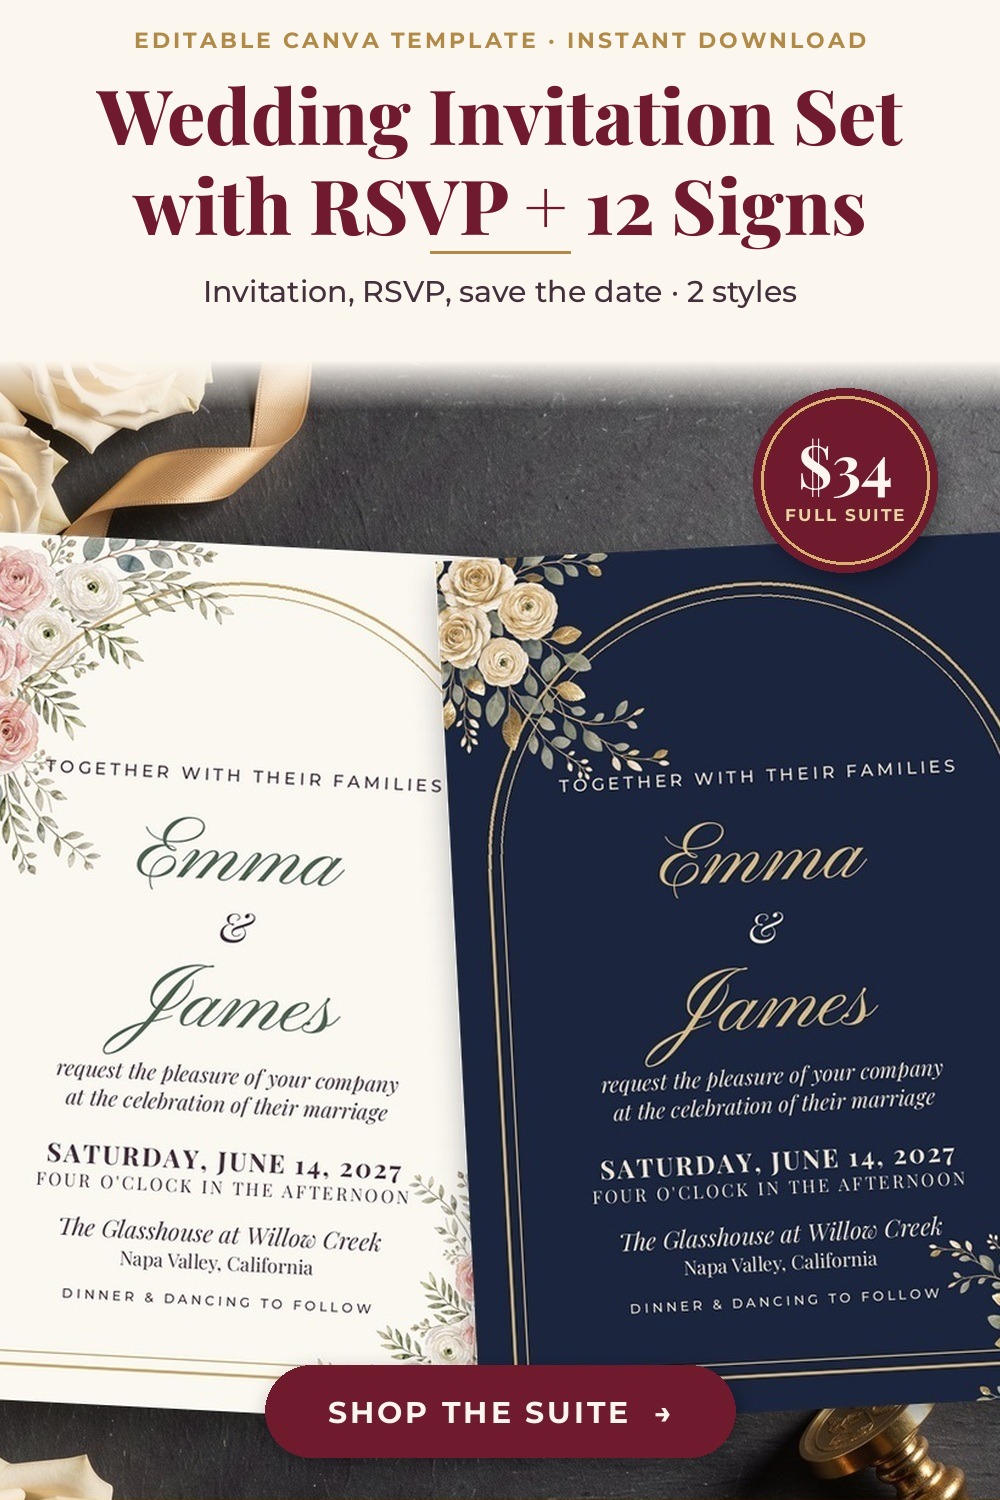 EDITABLE CANVA TEMPLATE · INSTANT DOWNLOAD
Wedding Invitation Set
with RSVP + 12 Signs
Invitation, RSVP, save the date · 2 styles
$34
FULL SUITE
TOGETHER WITH THEIR FAMILIES
Emma
&
James
request the pleasure of your company
at the celebration of their marriage
SATURDAY, JUNE 14, 2027
FOUR O'CLOCK IN THE AFTERNOON
The Glasshouse at Willow Creek
Napa Valley, California
DINNER & DANCING TO FOLLOW
TOGETHER WITH THEIR FAMILIES
Emma
&
James
request the pleasure of your company
at the celebration of their marriage
SATURDAY, JUNE 14, 2027
FOUR O'CLOCK IN THE AFTERNOON
The Glasshouse at Willow Creek
Napa Valley, California
DINNER & DANCING TO FOLLOW
SHOP THE SUITE →